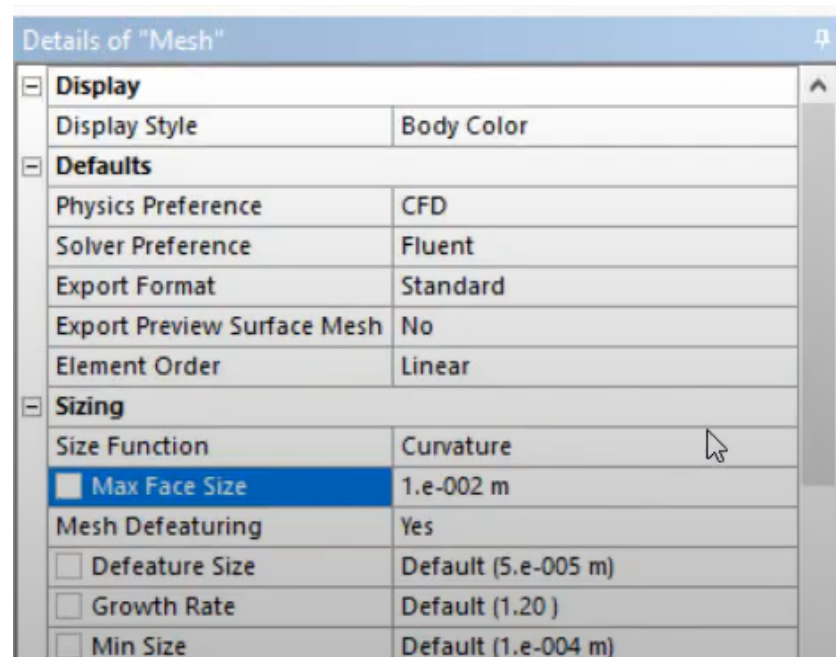 Details of "Mesh"
Display
Display Style Body Color
Defaults
Physics Preference CFD
Solver Preference Fluent
Export Format Standard
Export Preview Surface Mesh No
Element Order Linear
Sizing
Size Function Curvature
Max Face Size 1.e-002 m
Mesh Defeaturing Yes
Defeature Size Default (5.e-005 m)
Growth Rate Default (1.20 )
Min Size Default (1.e-004 m)